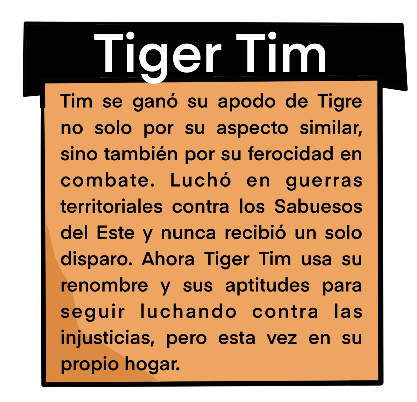 Tiger Tim
Tim se ganó su apodo de Tigre
no solo por su aspecto similar,
sino también por su ferocidad en
combate. Luchó en guerras
territoriales contra los Sabuesos
del Este y nunca recibió un solo
disparo. Ahora Tiger Tim usa su
renombre y sus aptitudes para
seguir luchando contra las
injusticias, pero esta vez en su
propio hogar.